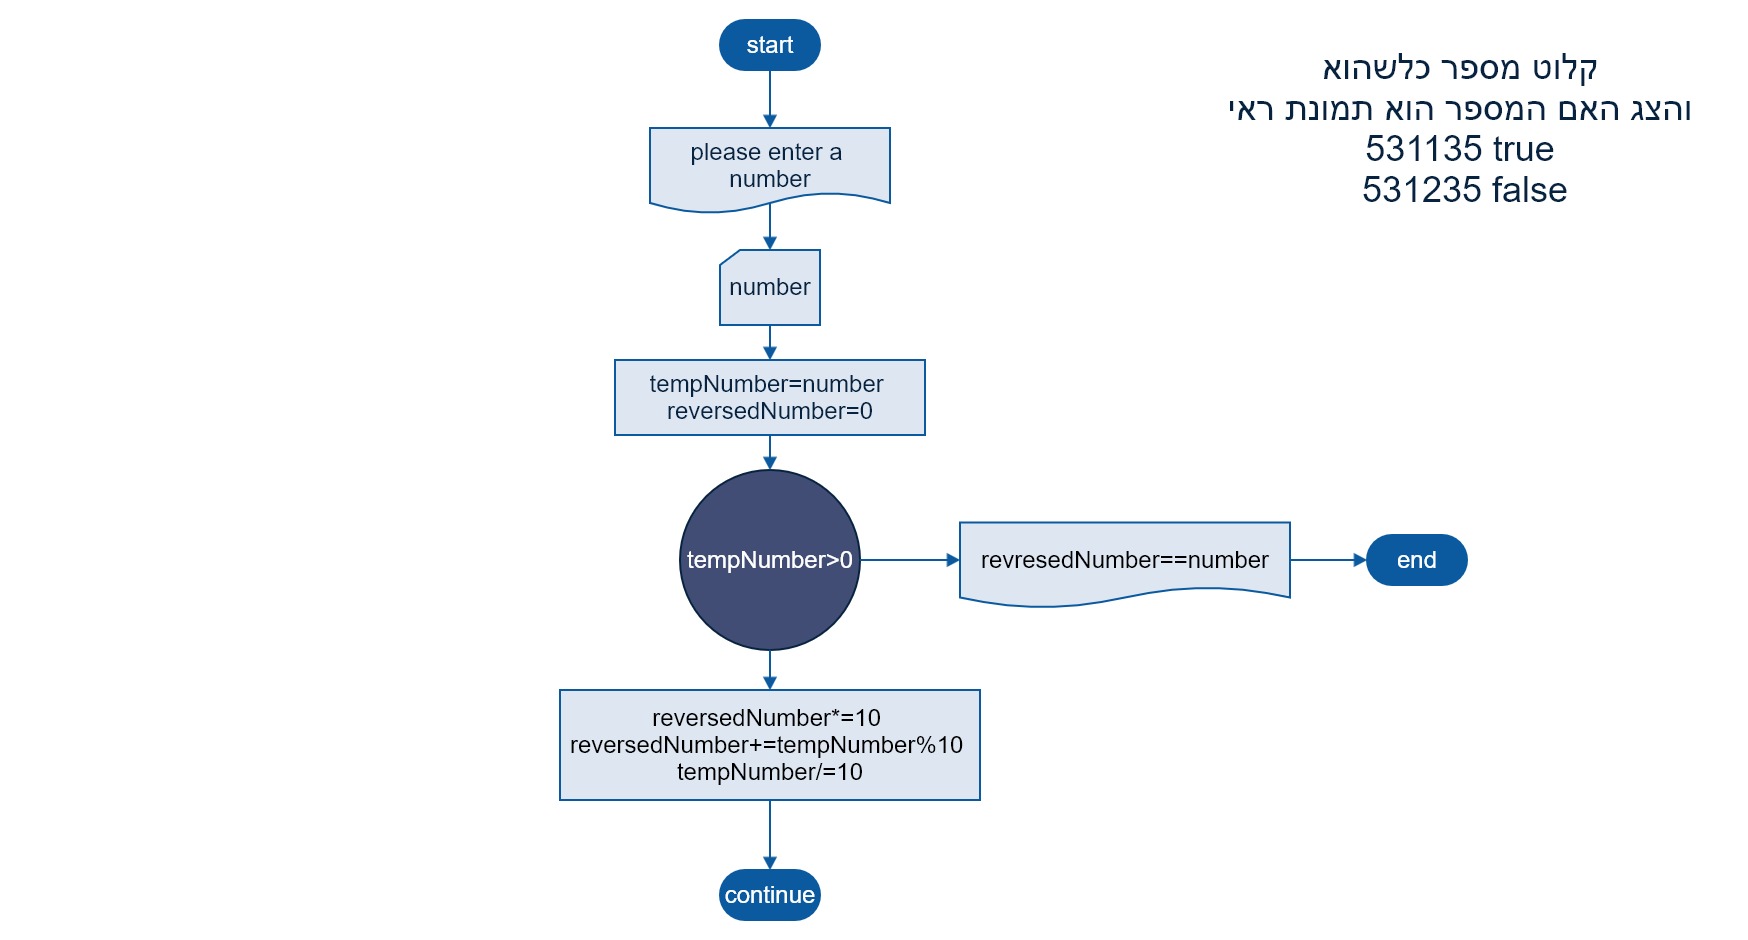 start
קלוט מספר כלשהוא
והצג האם המספר הוא תמונת ראי
531135 true
531235 false
please enter a
number
number
tempNumber=number
reversedNumber=0
tempNumber>0
revresedNumber==number
end
reversedNumber*=10
reversedNumber+=tempNumber%10
tempNumber/=10
continue